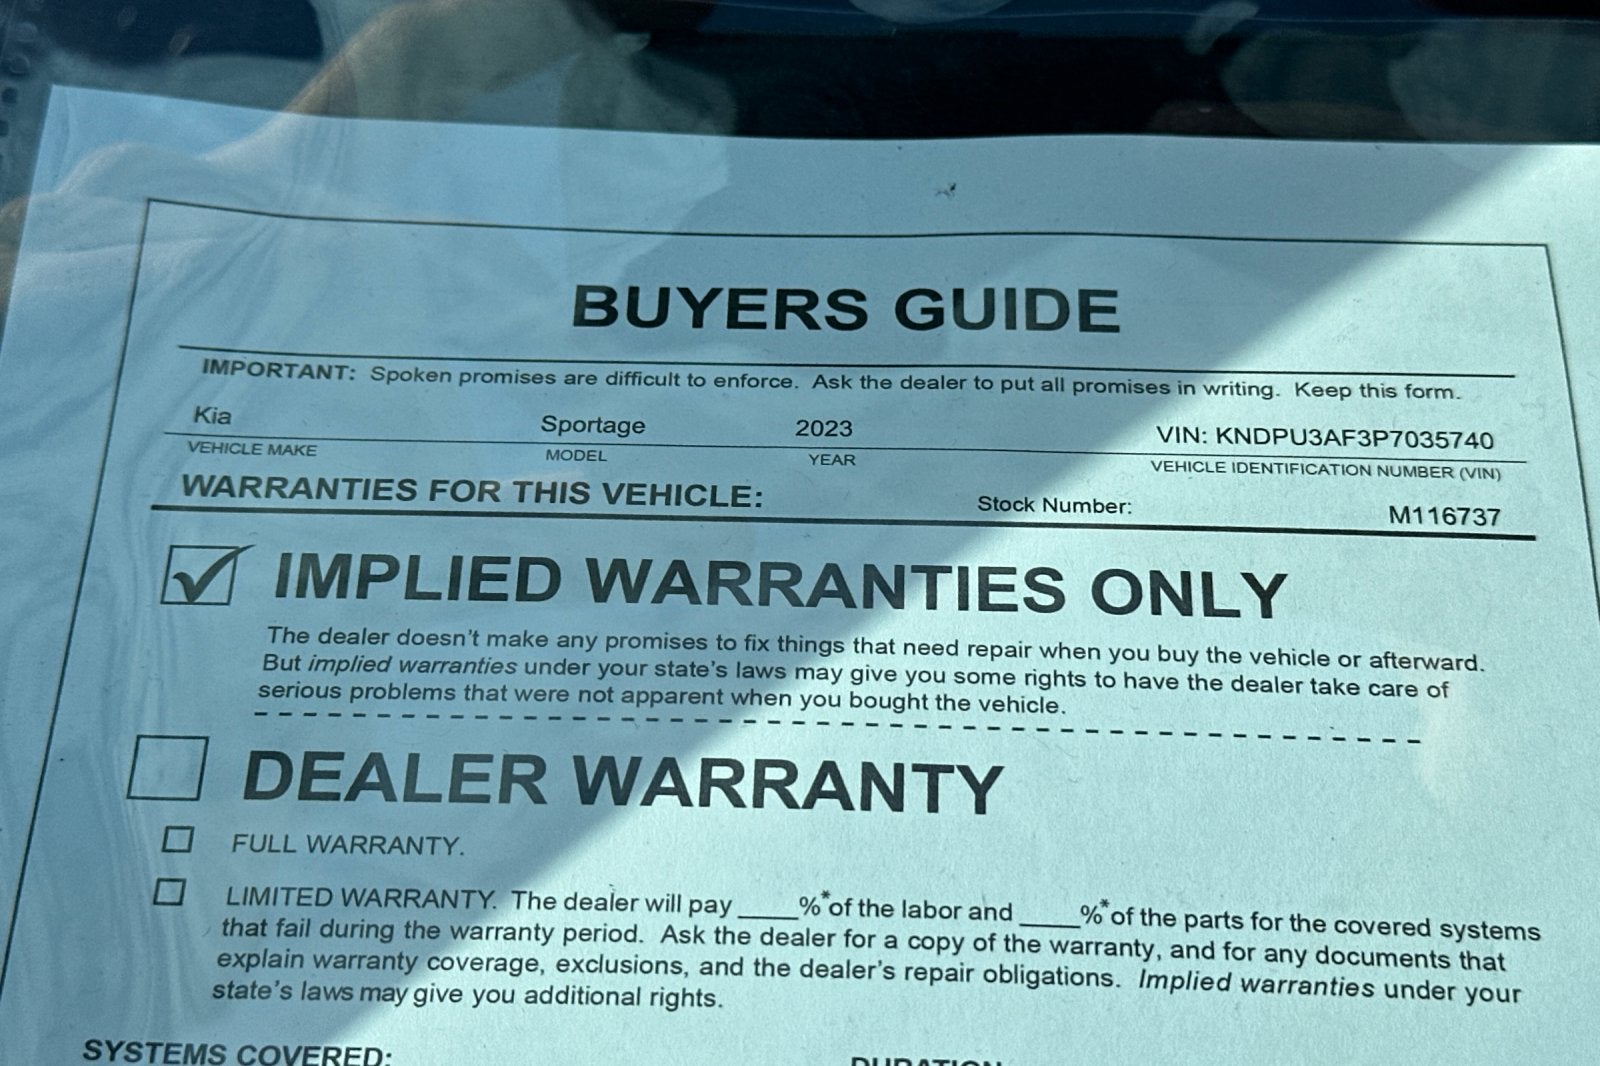 BUYERS GUIDE
IMPORTANT: Spoken promises are difficult to enforce. Ask the dealer to put all promises in writing. Keep this form.
Kia Sportage 2023 VIN: KNDPU3AF3P7035740
VEHICLE MAKE MODEL YEAR VEHICLE IDENTIFICATION NUMBER (VIN)
WARRANTIES FOR THIS VEHICLE: Stock Number: M116737
IMPLIED WARRANTIES ONLY
The dealer doesn't make any promises to fix things that need repair when you buy the vehicle or afterward.
But implied warranties under your state's laws may give you some rights to have the dealer take care of
serious problems that were not apparent when you bought the vehicle.
DEALER WARRANTY
FULL WARRANTY.
LIMITED WARRANTY. The dealer will pay ____%* of the labor and ____%* of the parts for the covered systems
that fail during the warranty period. Ask the dealer for a copy of the warranty, and for any documents that
explain warranty coverage, exclusions, and the dealer's repair obligations. Implied warranties under your
state's laws may give you additional rights.
SYSTEMS COVERED: DURATION